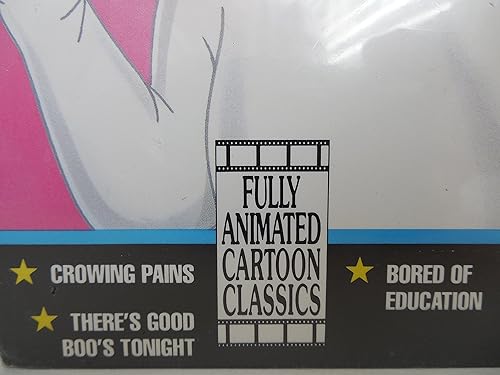 CROWING PAINS
THERE'S GOOD
BOO'S TONIGHT
FULLY
ANIMATED
CARTOON
CLASSICS
BORED OF
EDUCATION